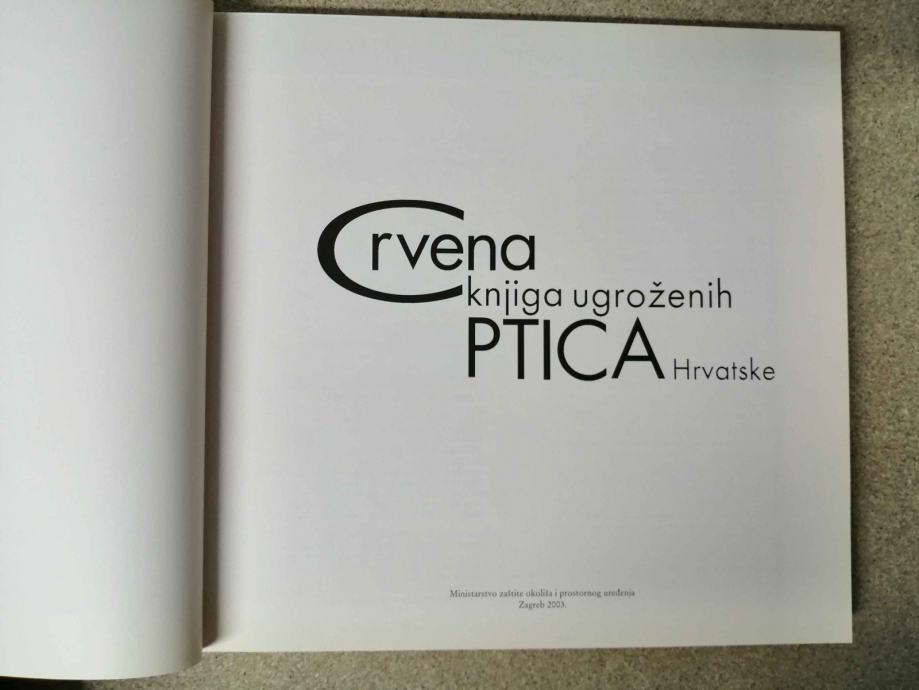 Crvena
knjiga ugroženih
PTICA Hrvatske
Ministarstvo zaštite okoliša i prostornog uređenja
Zagreb 2003.